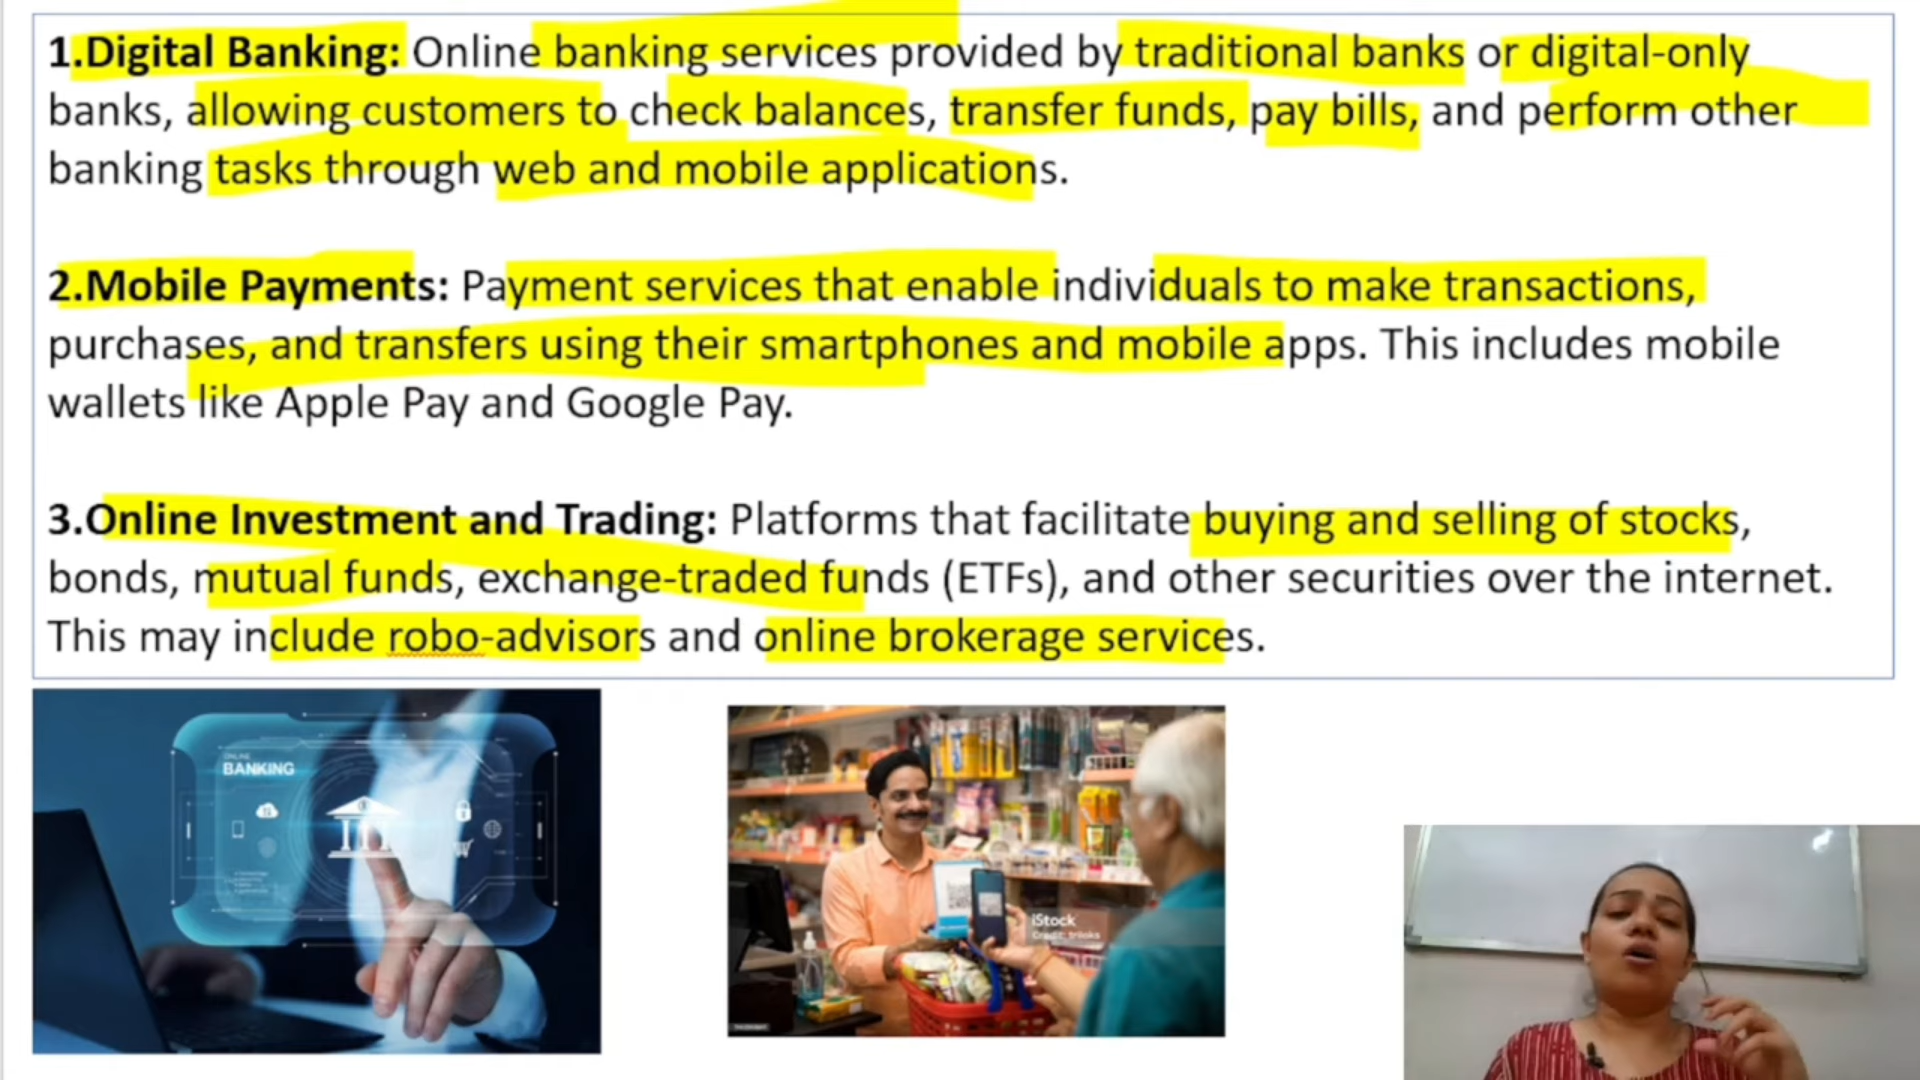 1.Digital Banking: Online banking services provided by traditional banks or digital-only
banks, allowing customers to check balances, transfer funds, pay bills, and perform other
banking tasks through web and mobile applications.
2.Mobile Payments: Payment services that enable individuals to make transactions,
purchases, and transfers using their smartphones and mobile apps. This includes mobile
wallets like Apple Pay and Google Pay.
3.Online Investment and Trading: Platforms that facilitate buying and selling of stocks,
bonds, mutual funds, exchange-traded funds (ETFs), and other securities over the internet.
This may include robo-advisors and online brokerage services.
ONLINE
BANKING
iStock
Credit: triloks